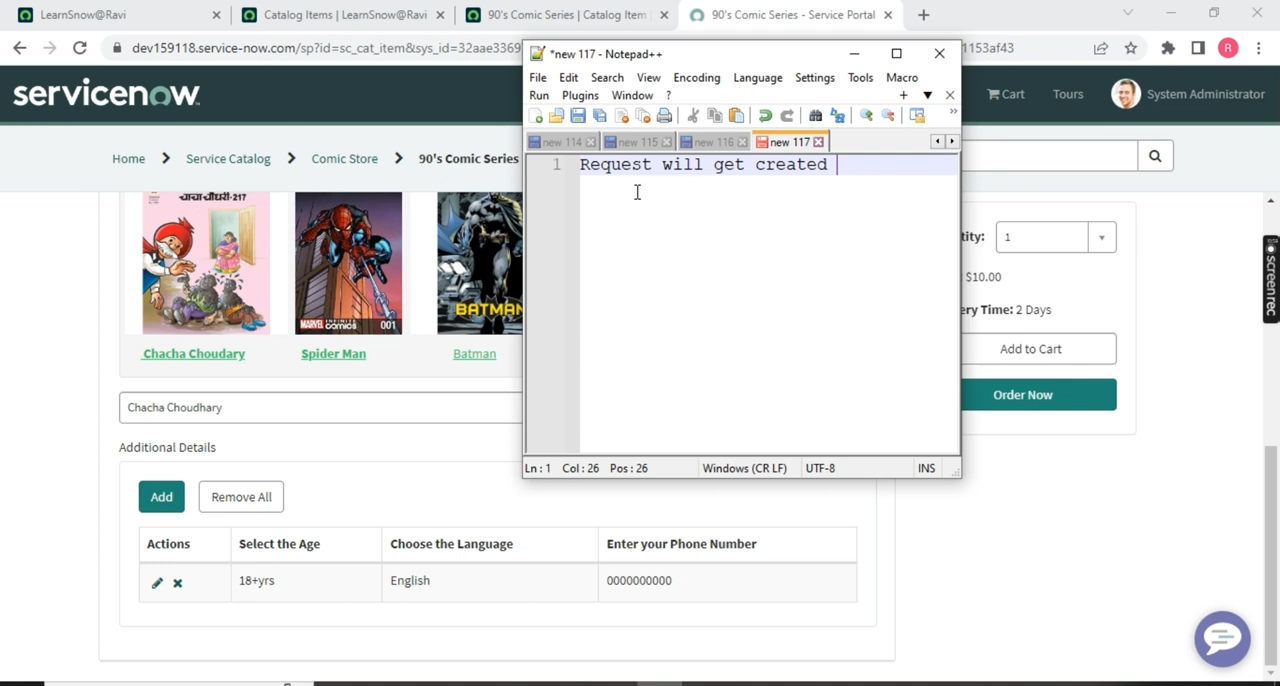 LearnSnow@Ravi
Catalog Items | LearnSnow@Ravi
90's Comic Series | Catalog Item
90's Comic Series - Service Portal
dev159118.service-now.com/sp?id=sc_cat_item&sys_id=32aae3369
1153af43
R
*new 117 - Notepad++
File Edit Search View Encoding Language Settings Tools Macro
Run Plugins Window ?
new 114 new 115 new 116 new 117
1 Request will get created
Ln:1 Col:26 Pos:26 Windows (CR LF) UTF-8 INS
servicenow
Cart Tours System Administrator
Home Service Catalog Comic Store 90's Comic Series
चाचा चौधरी-217
MARVEL INFINITE COMICS 001
BATMAN
Chacha Choudary Spider Man Batman
tity: 1
: $10.00
ery Time: 2 Days
Add to Cart
Order Now
screenrec
Chacha Choudhary
Additional Details
Add Remove All
Actions Select the Age Choose the Language Enter your Phone Number
18+yrs English 0000000000